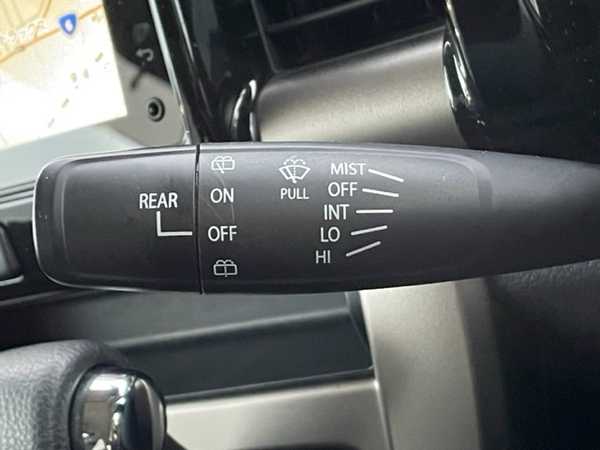 REAR
ON
OFF
PULL
MIST
OFF
INT
LO
HI